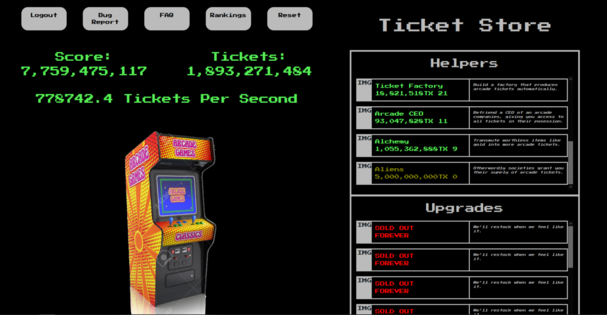 Logout
Bug
Report
FAQ
Rankings
Reset
Score:
7,759,475,117
Tickets:
1,893,271,484
778742.4 Tickets Per Second
ARCADE
GAMES
ARCADE
GAMES
CLASSICS
Ticket Store
Helpers
IMG
Ticket Factory
18,821,518TX 21
Build a factory that produces
arcade tickets automatically.
IMG
Arcade CEO
93,047,828TX 11
Befriend a CEO of an arcade
companies, giving you access to
all tickets in their possession.
IMG
Alchemy
1,055,362,888TX 9
Transmute worthless items like
acid into more arcade tickets.
IMG
Aliens
5,000,000,000TX 0
Otherworldly societies grant you
their supply of arcade tickets.
Upgrades
IMG
SOLD OUT
FOREVER
We'll restock when we feel like
it.
IMG
SOLD OUT
FOREVER
We'll restock when we feel like
it.
IMG
SOLD OUT
FOREVER
We'll restock when we feel like
it.
IMG
SOLD OUT
We'll restock when we feel like
it.